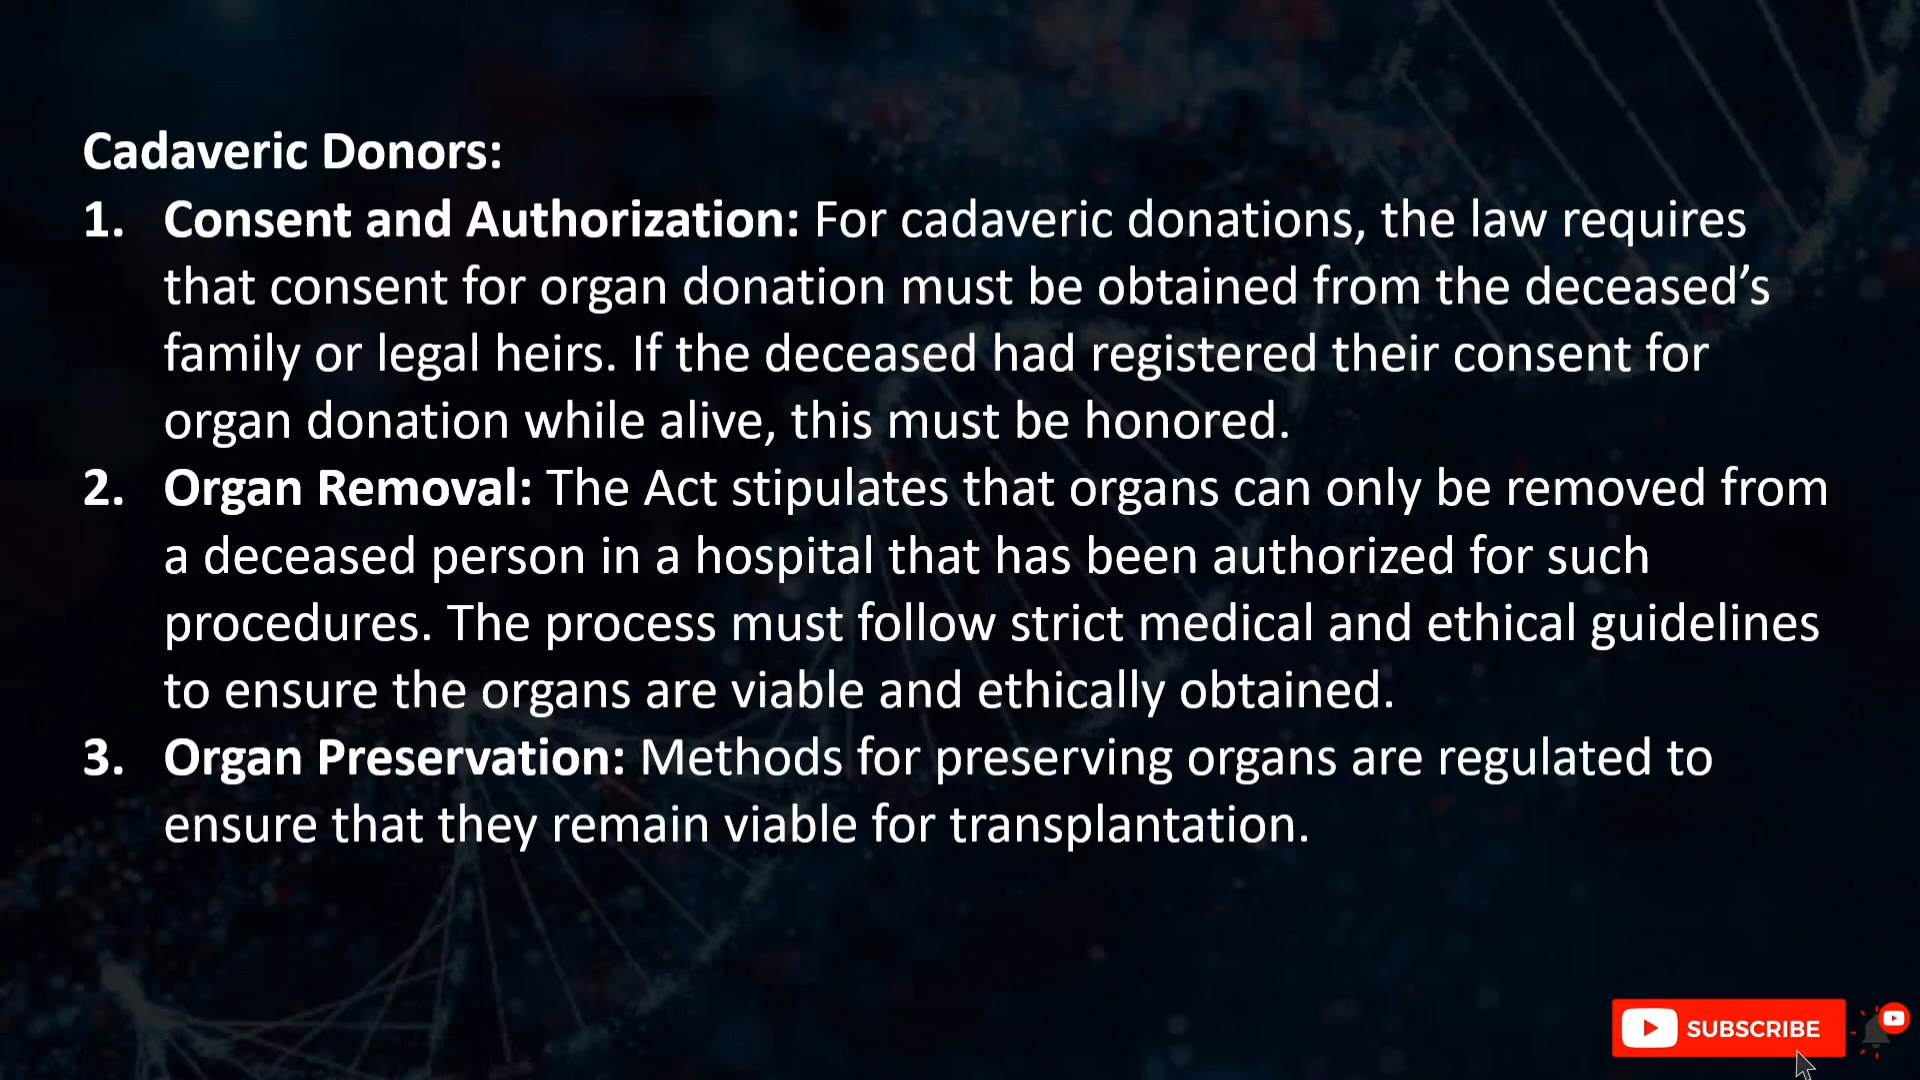 Cadaveric Donors:
1. Consent and Authorization: For cadaveric donations, the law requires
that consent for organ donation must be obtained from the deceased’s
family or legal heirs. If the deceased had registered their consent for
organ donation while alive, this must be honored.
2. Organ Removal: The Act stipulates that organs can only be removed from
a deceased person in a hospital that has been authorized for such
procedures. The process must follow strict medical and ethical guidelines
to ensure the organs are viable and ethically obtained.
3. Organ Preservation: Methods for preserving organs are regulated to
ensure that they remain viable for transplantation.
SUBSCRIBE